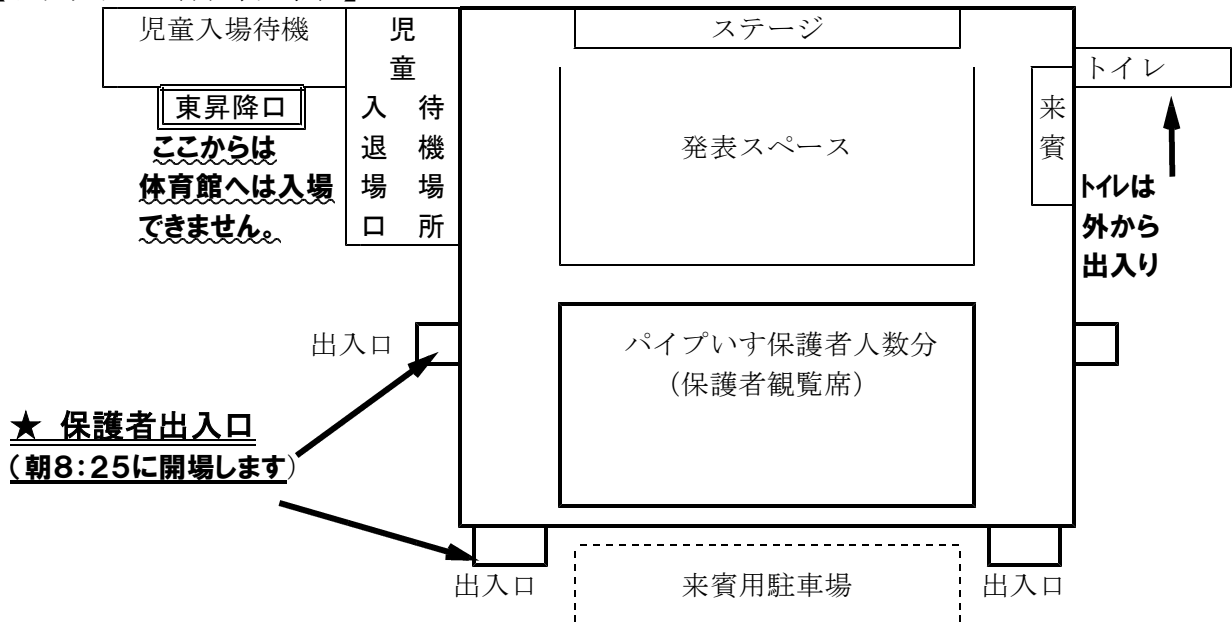 児童入場待機
児童
入退場口
待機場所
ステージ
トイレ
東昇降口
ここからは
体育館へは入場
できません。
発表スペース
来賓
トイレは
外から
出入り
出入口
パイプいす保護者人数分
（保護者観覧席）
★ 保護者出入口
（朝8：25に開場します）
出入口
来賓用駐車場
出入口